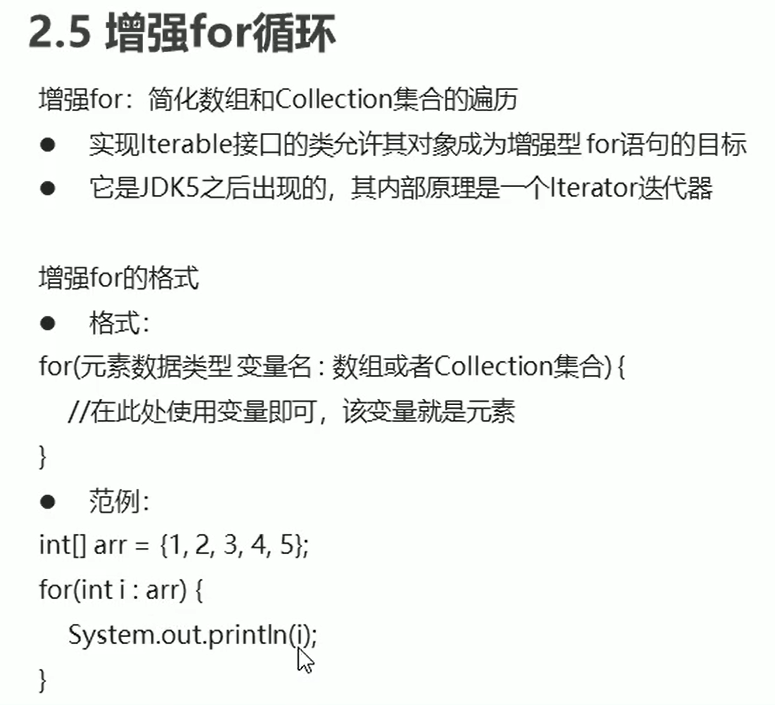 2.5 增强for循环
增强for：简化数组和Collection集合的遍历
● 实现Iterable接口的类允许其对象成为增强型 for语句的目标
● 它是JDK5之后出现的，其内部原理是一个Iterator迭代器
增强for的格式
● 格式：
for(元素数据类型 变量名 : 数组或者Collection集合) {
//在此处使用变量即可，该变量就是元素
}
● 范例：
int[] arr = {1, 2, 3, 4, 5};
for(int i : arr) {
System.out.println(i);
}